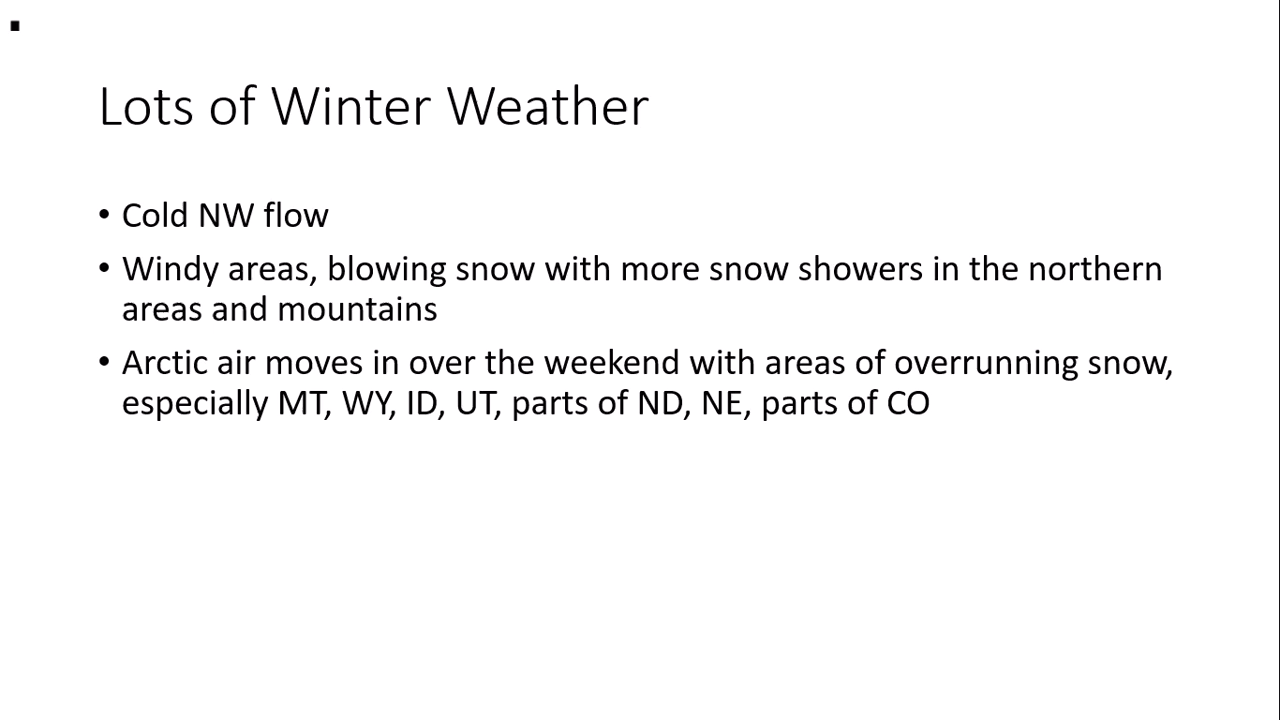 Lots of Winter Weather
• Cold NW flow
• Windy areas, blowing snow with more snow showers in the northern
areas and mountains
• Arctic air moves in over the weekend with areas of overrunning snow,
especially MT, WY, ID, UT, parts of ND, NE, parts of CO